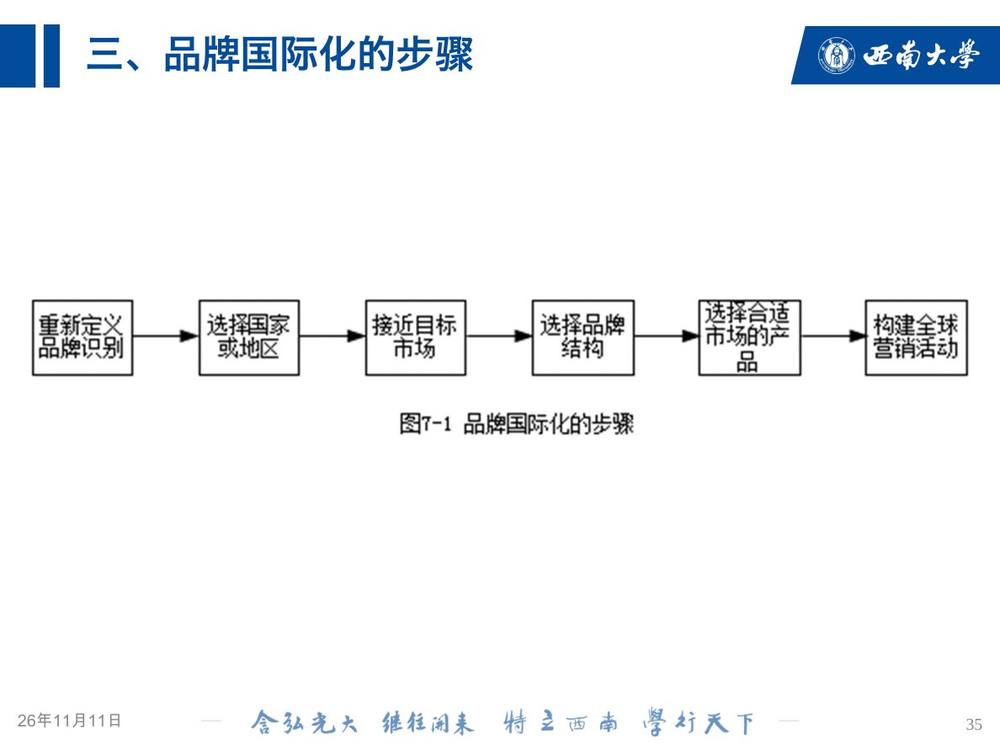 三、品牌国际化的步骤
西南大学
重新定义
品牌识别
选择国家
或地区
接近目标
市场
选择品牌
结构
选择合适
市场的产
品
构建全球
营销活动
图7-1 品牌国际化的步骤
26年11月11日
含弘光大 继往开来 特立西南 学行天下
35